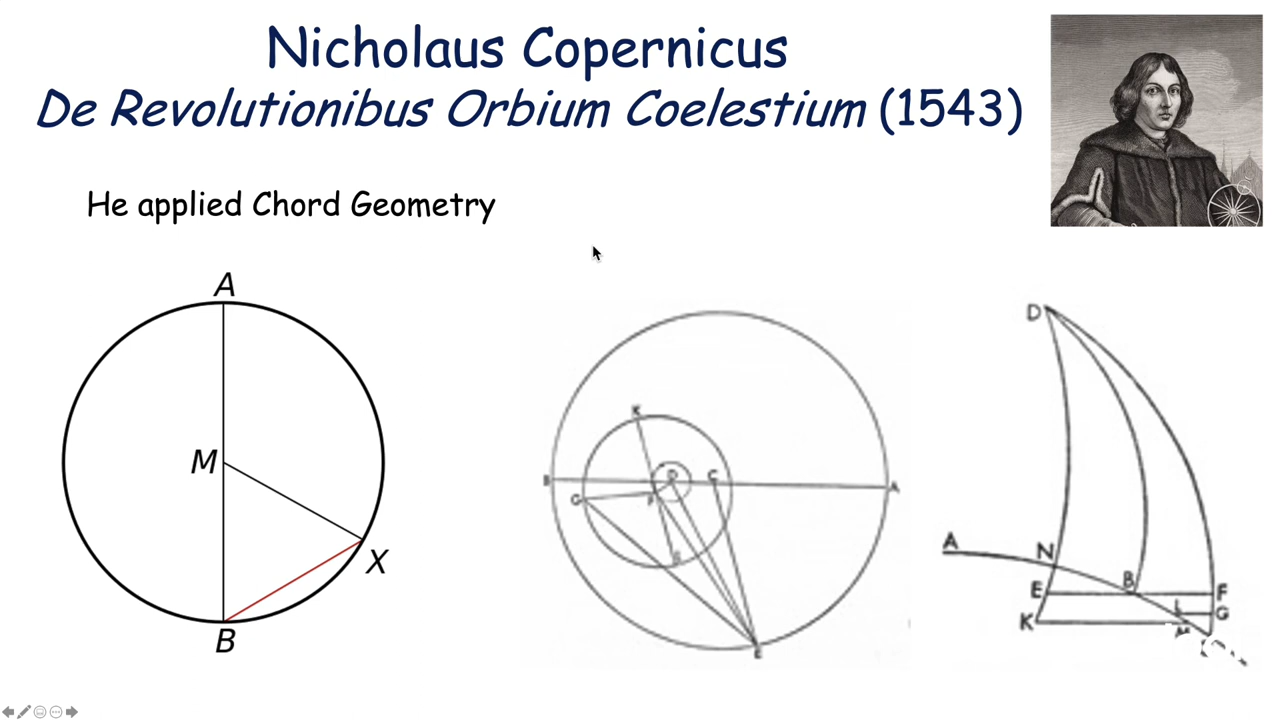 Nicholaus Copernicus
De Revolutionibus Orbium Coelestium (1543)
He applied Chord Geometry
A
M
X
B
K
D
C
B
A
G
F
E
D
A
N
B
E
F
L
G
K
M